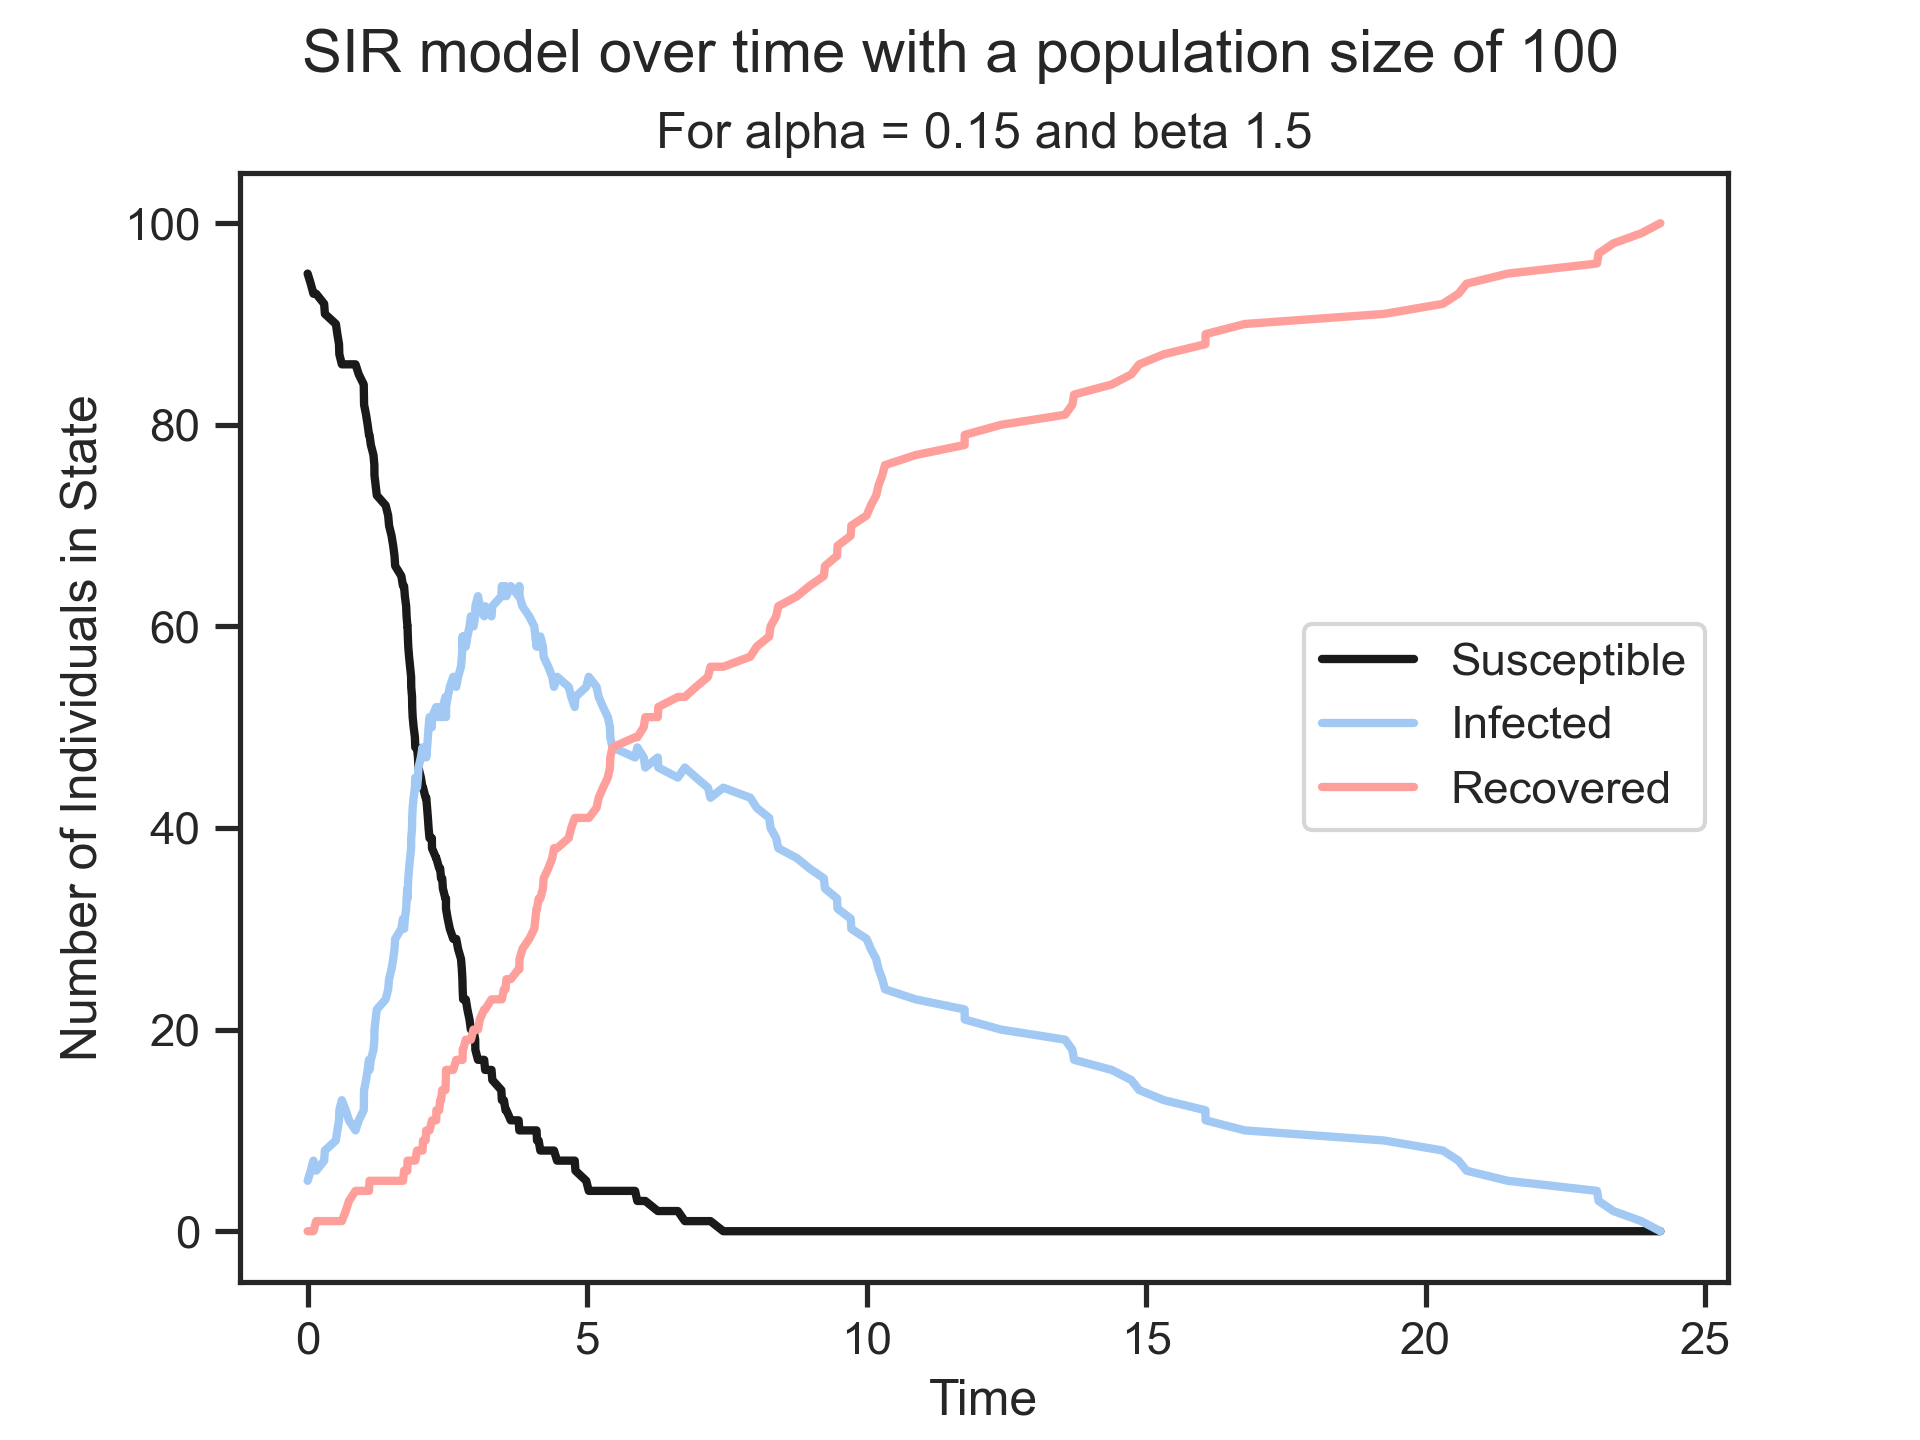 SIR model over time with a population size of 100
For alpha = 0.15 and beta 1.5
Number of Individuals in State
100
80
60
40
20
0
Susceptible
Infected
Recovered
0 5 10 15 20 25
Time